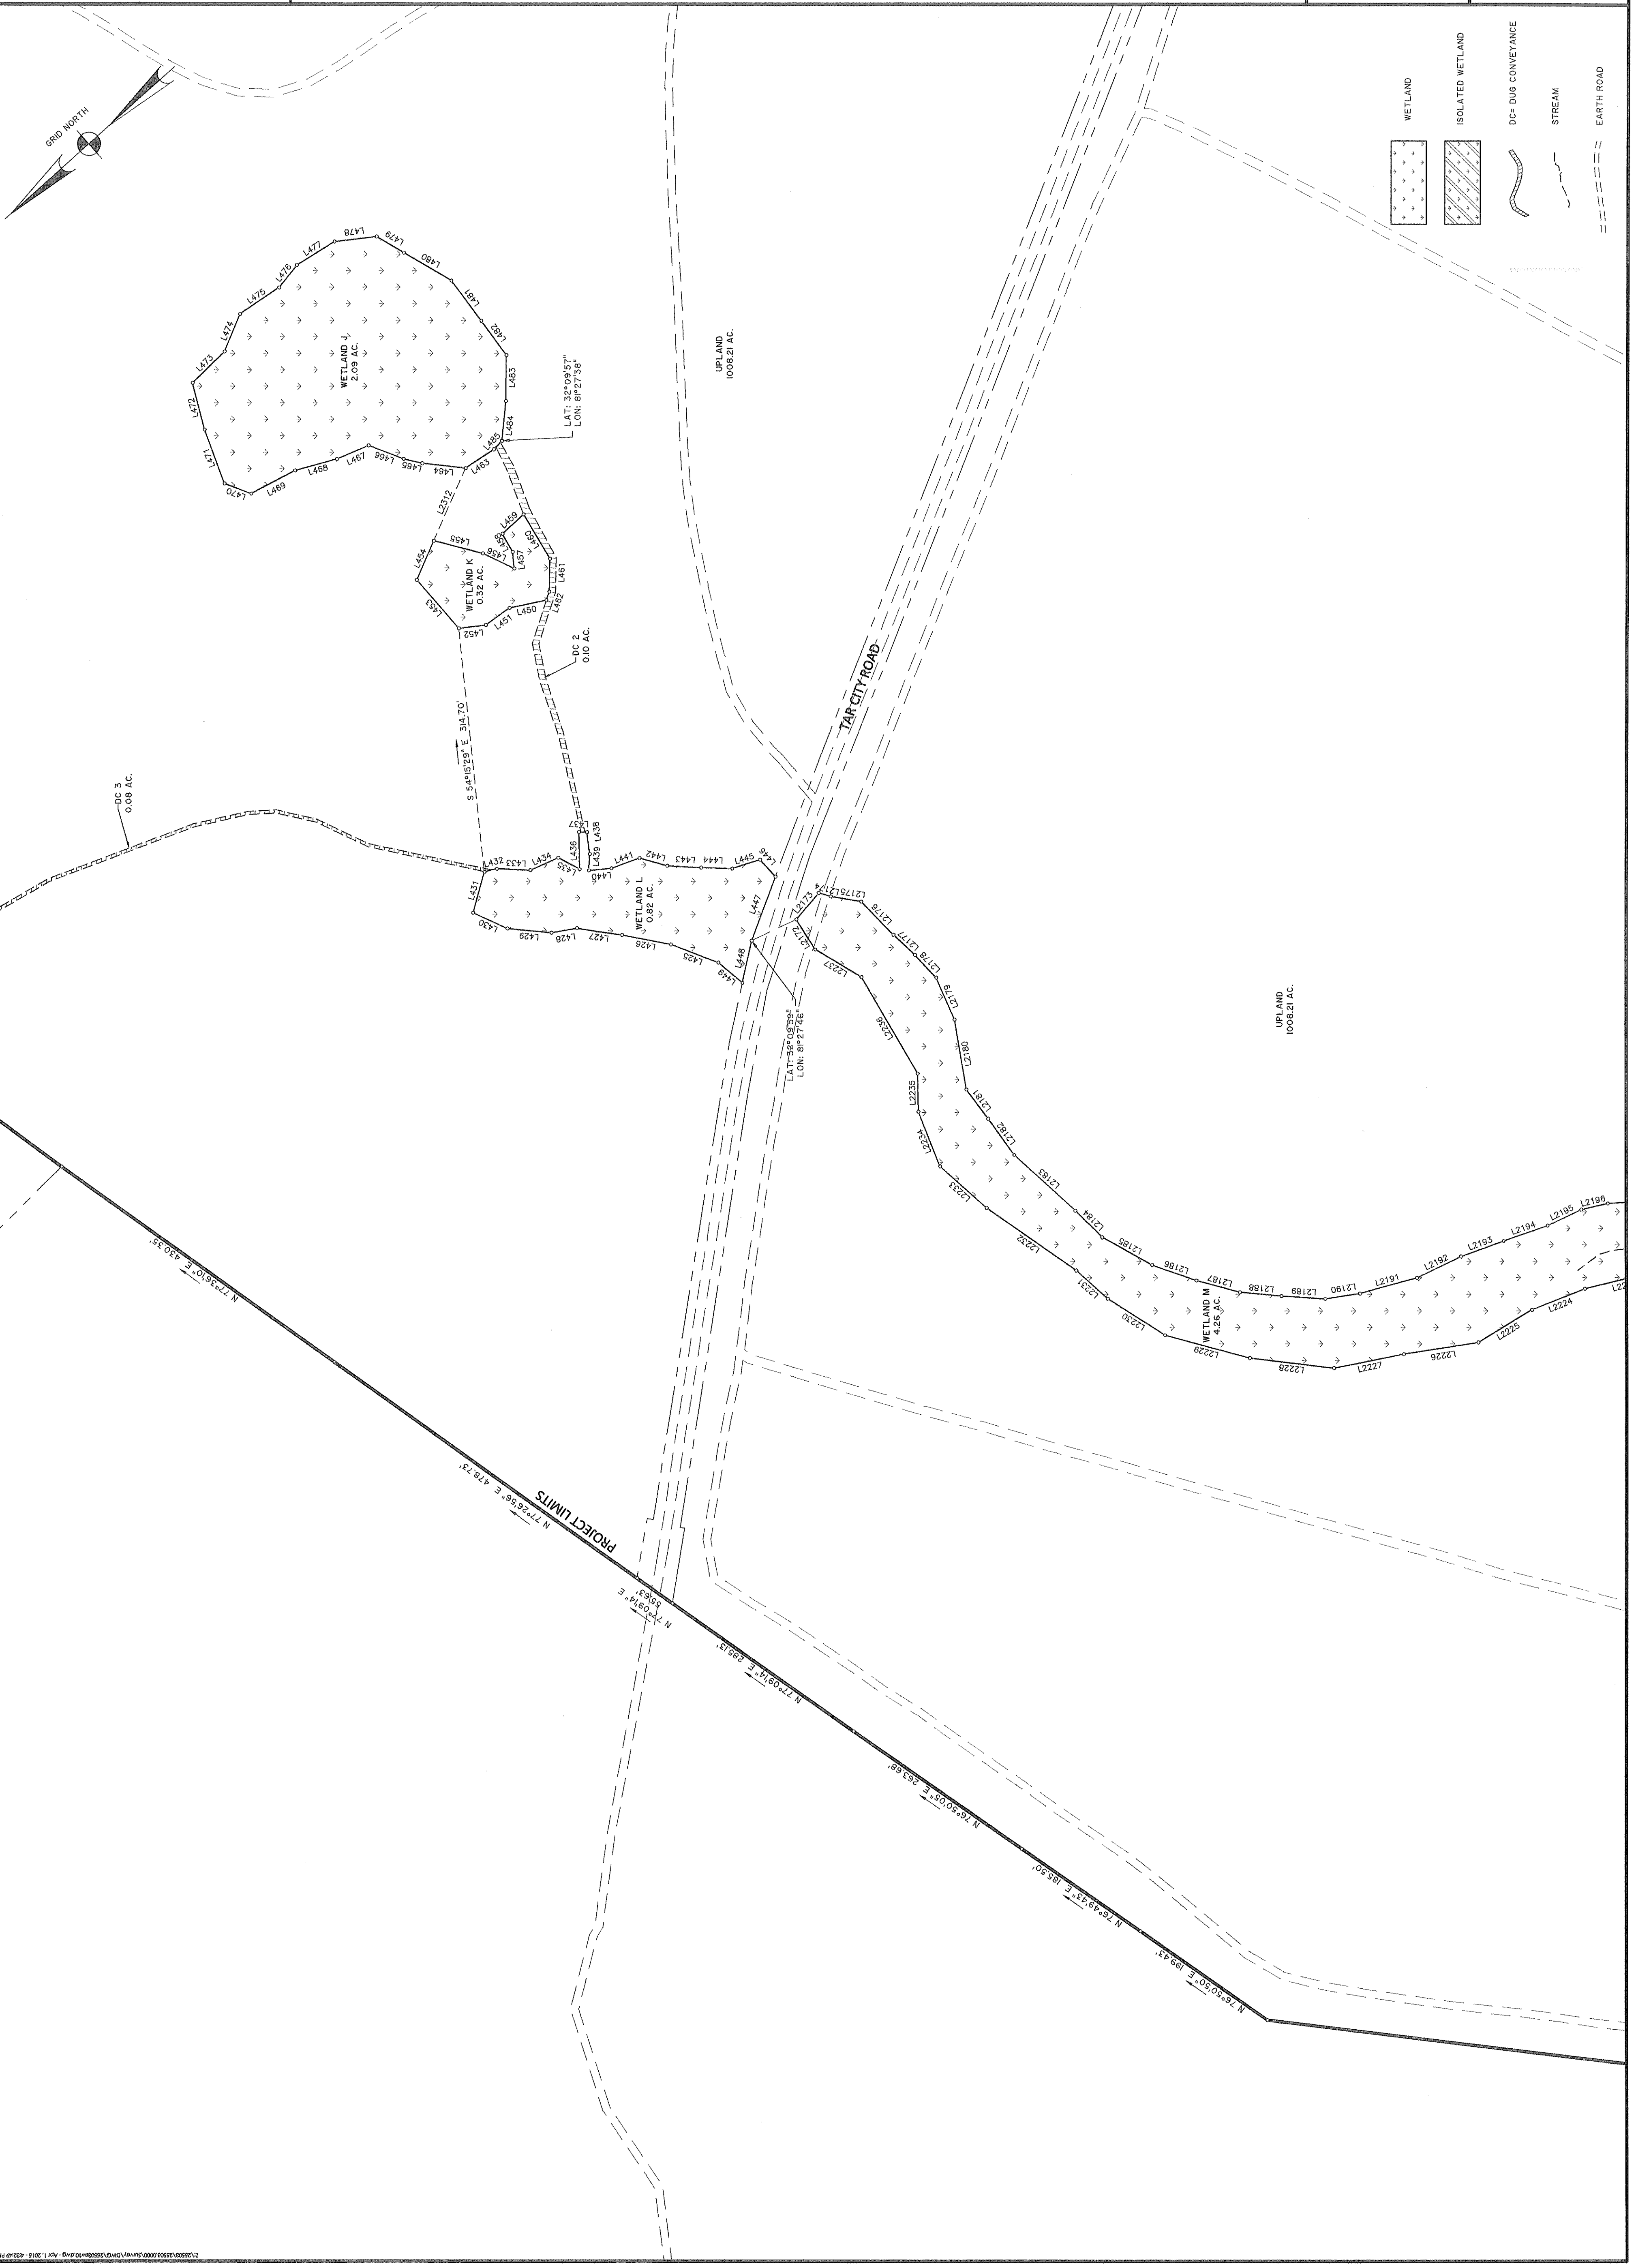 GRID NORTH
WETLAND
ISOLATED WETLAND
DC= DUG CONVEYANCE
STREAM
EARTH ROAD
L470
L471
L472
L473
L474
L475
L476
L477
L478
L479
L480
L481
L482
L483
L484
L485
L463
L464
L465
L466
L467
L468
L469
WETLAND J
2.09 AC.
LAT: 32°09'57"
LON: 81°27'38"
L2312
L454
L455
L456
L457
L458
L459
L460
L461
L462
L450
L451
L452
L453
WETLAND K
0.32 AC.
DC 2
0.10 AC.
S 54°15'29" E 314.70'
DC 3
0.08 AC.
UPLAND
1008.21 AC.
TAR CITY ROAD
L431
L432
L433
L434
L435
L436
L437
L438
L439
L440
L441
L442
L443
L444
L445
L446
L447
L448
L449
L425
L426
L427
L428
L429
L430
WETLAND L
0.82 AC.
LAT: 32°09'59"
LON: 81°27'46"
L2172
L2173
L2174
L2175
L2176
L2177
L2178
L2179
L2180
L2181
L2182
L2183
L2184
L2185
L2186
L2187
L2188
L2189
L2190
L2191
L2192
L2193
L2194
L2195
L2196
L2224
L2225
L2226
L2227
L2228
L2229
L2230
L2231
L2232
L2233
L2234
L2235
L2236
L2237
WETLAND M
4.26 AC.
UPLAND
1008.21 AC.
N 77°36'10" E 430.35'
N 77°26'56" E 478.73'
PROJECT LIMITS
N 77°09'14" E
55.63'
N 77°09'14" E 285.13'
N 76°50'05" E 263.68'
N 76°49'43" E 185.50'
N 76°50'50" E 199.43'